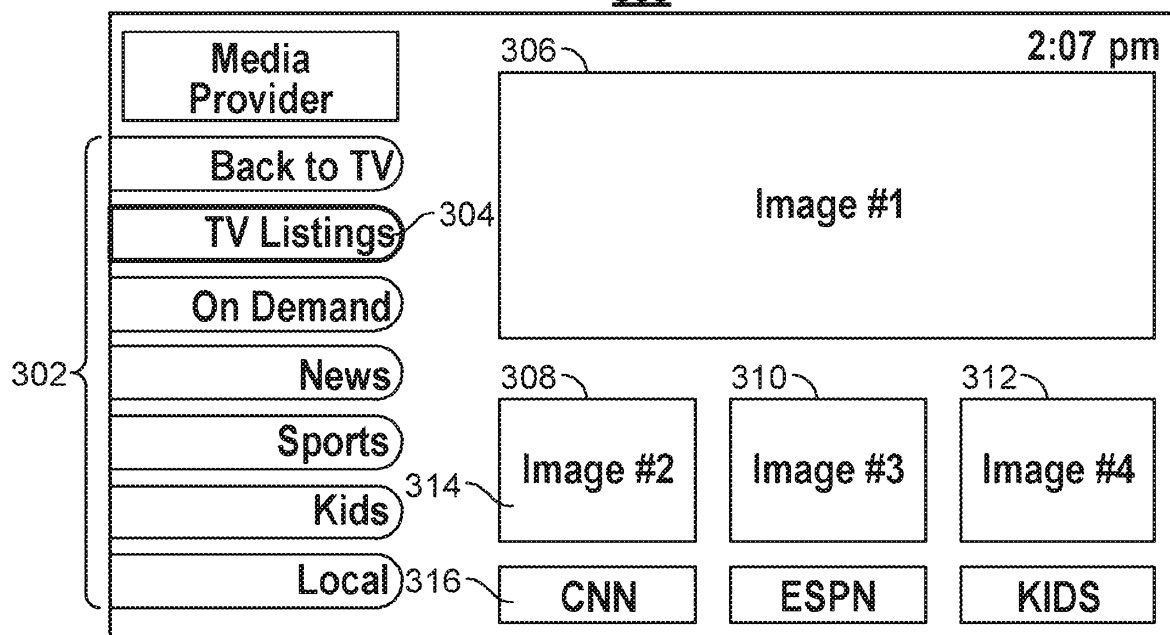 306
2:07 pm
Media
Provider
Back to TV
Image #1
TV Listings
304
On Demand
302
News
308
310
312
Sports
Image #2
Image #3
Image #4
314
Kids
Local
316
CNN
ESPN
KIDS